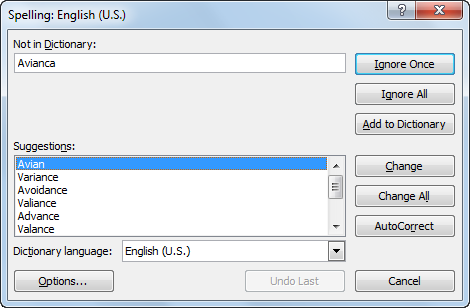 Spelling: English (U.S.)
Not in Dictionary:
Avianca
Ignore Once
Ignore All
Add to Dictionary
Suggestions:
Avian
Variance
Avoidance
Valiance
Advance
Valance
Change
Change All
AutoCorrect
Dictionary language: English (U.S.)
Options... Undo Last Cancel